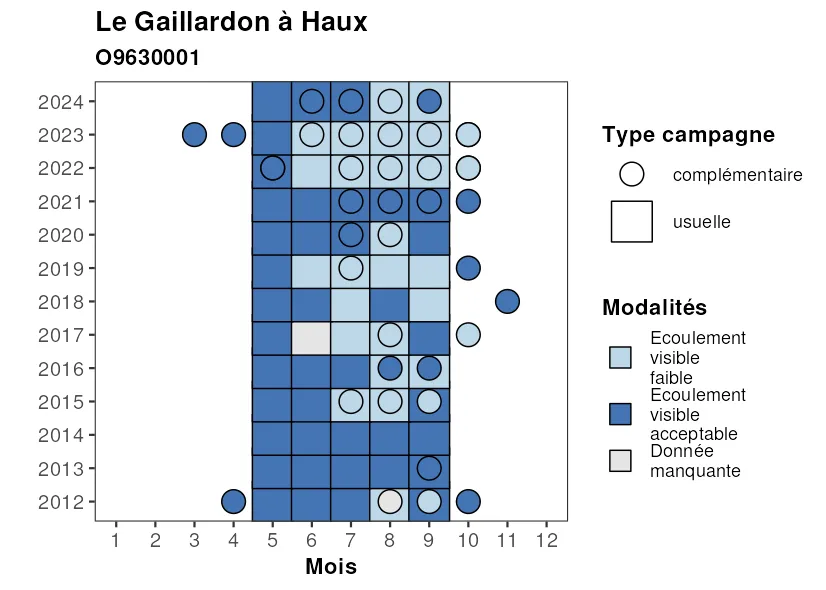 Le Gaillardon à Haux
O9630001
2024
2023
2022
2021
2020
2019
2018
2017
2016
2015
2014
2013
2012
1 2 3 4 5 6 7 8 9 10 11 12
Mois
Type campagne
complémentaire
usuelle
Modalités
Ecoulement
visible
faible
Ecoulement
visible
acceptable
Donnée
manquante